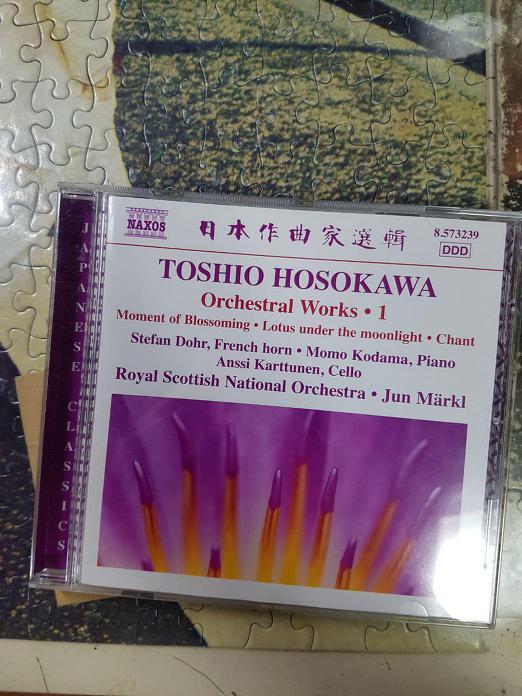 NAXOS
日本作曲家選輯
8.573239
DDD
TOSHIO HOSOKAWA
Orchestral Works • 1
Moment of Blossoming • Lotus under the moonlight • Chant
Stefan Dohr, French horn • Momo Kodama, Piano
Anssi Karttunen, Cello
Royal Scottish National Orchestra • Jun Märkl
JAPANESE CLASSICS